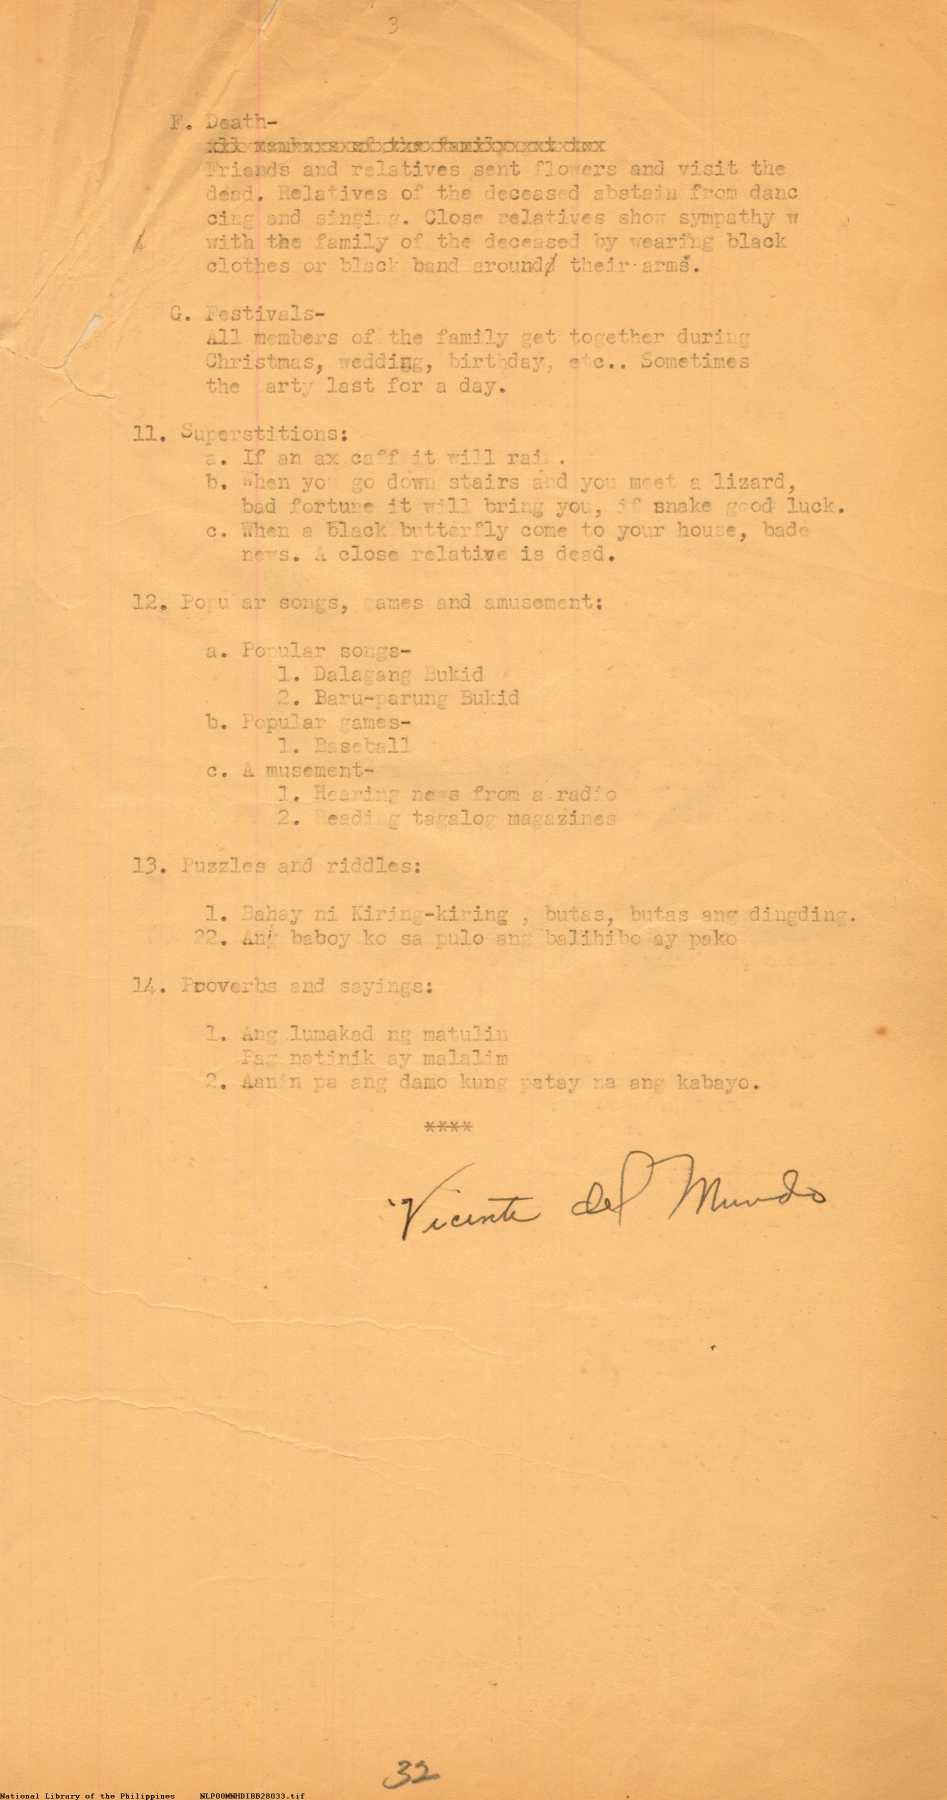 3
F. Death-
Friends and relatives sent flowers and visit the
dead. Relatives of the deceased abstain from danc
cing and singing. Close relatives show sympathy w
with the family of the deceased by wearing black
clothes or black band around their arms.
G. Festivals-
All members of the family get together during
Christmas, wedding, birthday, etc.. Sometimes
the party last for a day.
11. Superstitions:
a. If an ax caff it will rain.
b. When you go down stairs and you meet a lizard,
bad fortune it will bring you, if snake good luck.
c. When a black butterfly come to your house, bade
news. A close relative is dead.
12. Popular songs, games and amusement:
a. Popular songs-
1. Dalagang Bukid
2. Baru-parung Bukid
b. Popular games-
1. Baseball
c. A musement-
1. Hearing news from a radio
2. Reading tagalog magazines
13. Puzzles and riddles:
1. Bahay ni Kiring-kiring , butas, butas ang dingding.
22. Ang baboy ko sa pulo ang balihibo ay pako
14. Proverbs and sayings:
1. Ang lumakad ng matulin
Pag natinik ay malalim
2. Aanin pa ang damo kung patay na ang kabayo.
****
Vicente del Mundo
32
National Library of the Philippines NLP00MNHDI8B28033.tif